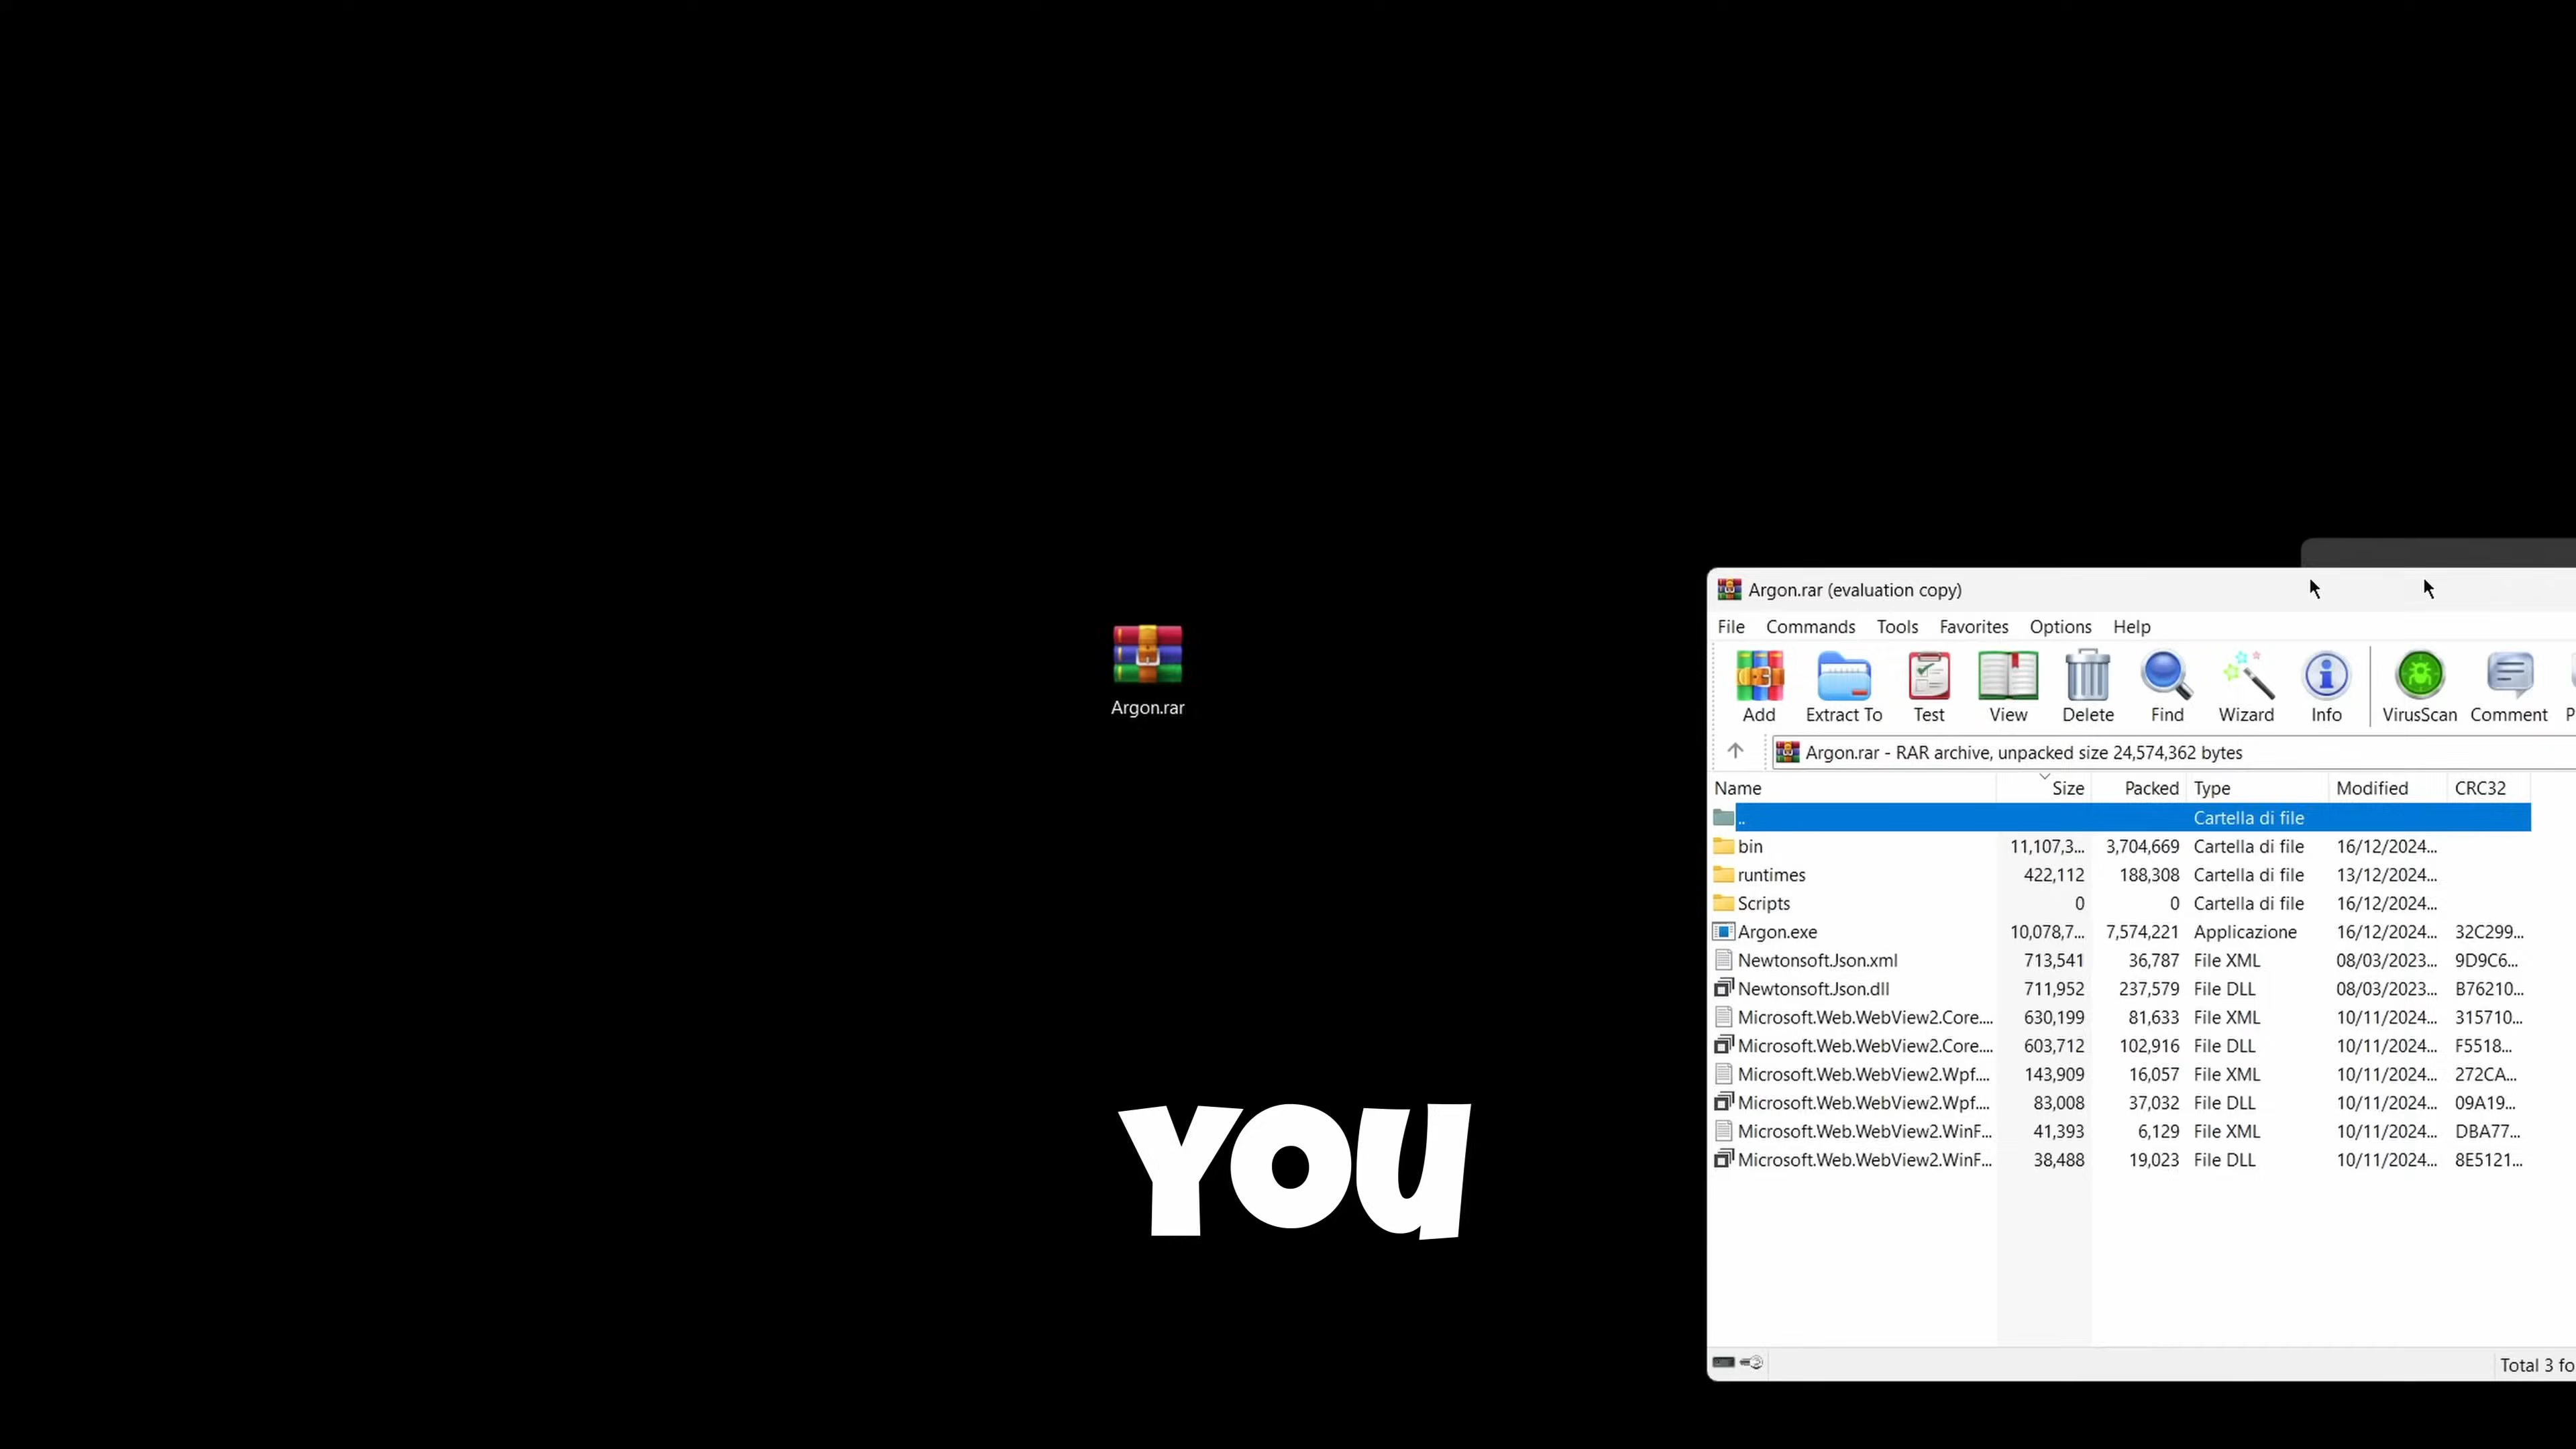 Argon.rar (evaluation copy)
File Commands Tools Favorites Options Help
Add Extract To Test View Delete Find Wizard Info VirusScan Comment
Argon.rar - RAR archive, unpacked size 24,574,362 bytes
Name Size Packed Type Modified CRC32
.. Cartella di file
bin 11,107,3... 3,704,669 Cartella di file 16/12/2024...
runtimes 422,112 188,308 Cartella di file 13/12/2024...
Scripts 0 0 Cartella di file 16/12/2024...
Argon.exe 10,078,7... 7,574,221 Applicazione 16/12/2024... 32C299...
Newtonsoft.Json.xml 713,541 36,787 File XML 08/03/2023... 9D9C6...
Newtonsoft.Json.dll 711,952 237,579 File DLL 08/03/2023... B76210...
Microsoft.Web.WebView2.Core.... 630,199 81,633 File XML 10/11/2024... 315710...
Microsoft.Web.WebView2.Core.... 603,712 102,916 File DLL 10/11/2024... F5518...
Microsoft.Web.WebView2.Wpf.... 143,909 16,057 File XML 10/11/2024... 272CA...
Microsoft.Web.WebView2.Wpf.... 83,008 37,032 File DLL 10/11/2024... 09A19...
Microsoft.Web.WebView2.WinF... 41,393 6,129 File XML 10/11/2024... DBA77...
Microsoft.Web.WebView2.WinF... 38,488 19,023 File DLL 10/11/2024... 8E5121...
Total 3 fo
Argon.rar
YOU